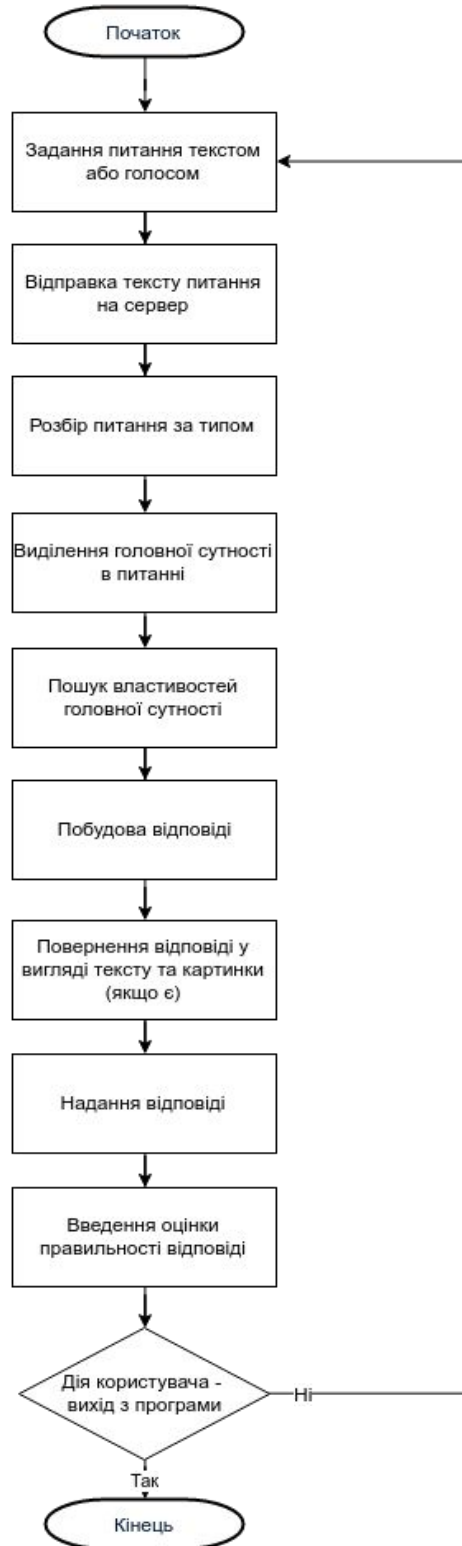 Початок
Задання питання текстом
або голосом
Відправка тексту питання
на сервер
Розбір питання за типом
Виділення головної сутності
в питанні
Пошук властивостей
головної сутності
Побудова відповіді
Повернення відповіді у
вигляді тексту та картинки
(якщо є)
Надання відповіді
Введення оцінки
правильності відповіді
Дія користувача -
вихід з програми
Ні
Так
Кінець